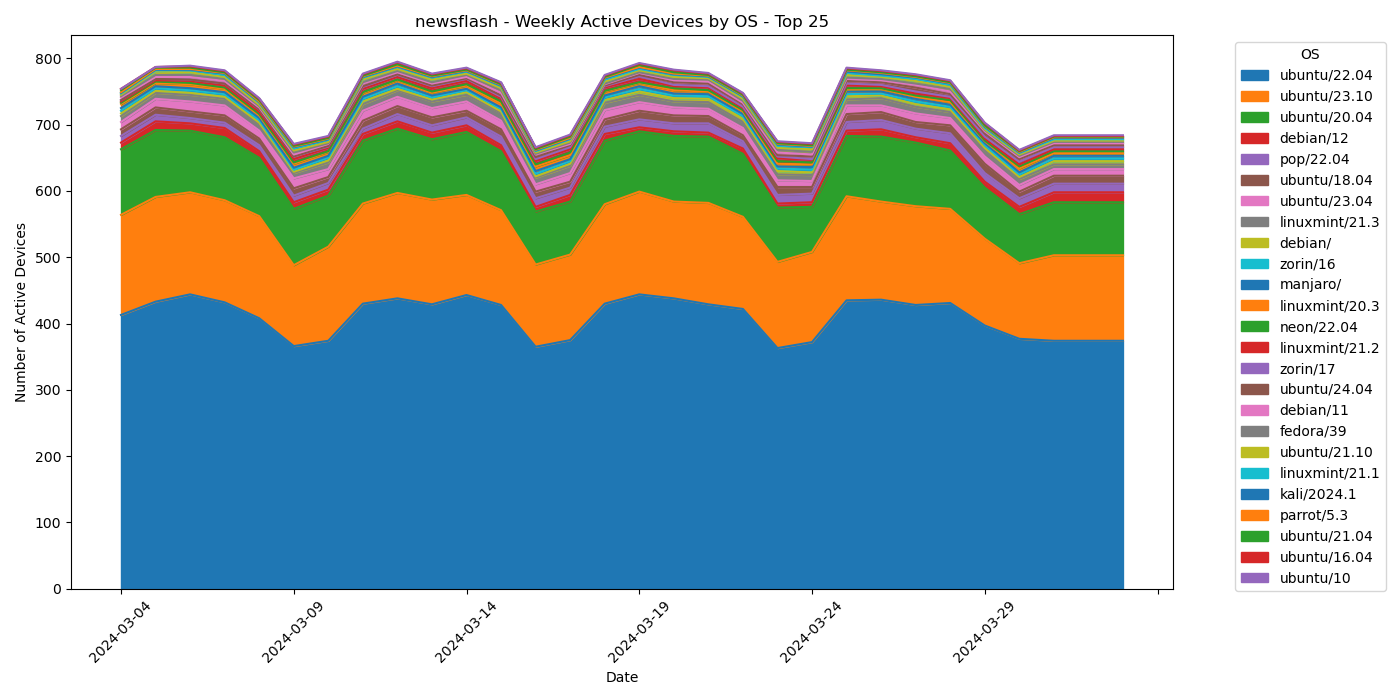 newsflash - Weekly Active Devices by OS - Top 25
Number of Active Devices
800
700
600
500
400
300
200
100
0
2024-03-04
2024-03-09
2024-03-14
2024-03-19
2024-03-24
2024-03-29
Date
OS
ubuntu/22.04
ubuntu/23.10
ubuntu/20.04
debian/12
pop/22.04
ubuntu/18.04
ubuntu/23.04
linuxmint/21.3
debian/
zorin/16
manjaro/
linuxmint/20.3
neon/22.04
linuxmint/21.2
zorin/17
ubuntu/24.04
debian/11
fedora/39
ubuntu/21.10
linuxmint/21.1
kali/2024.1
parrot/5.3
ubuntu/21.04
ubuntu/16.04
ubuntu/10